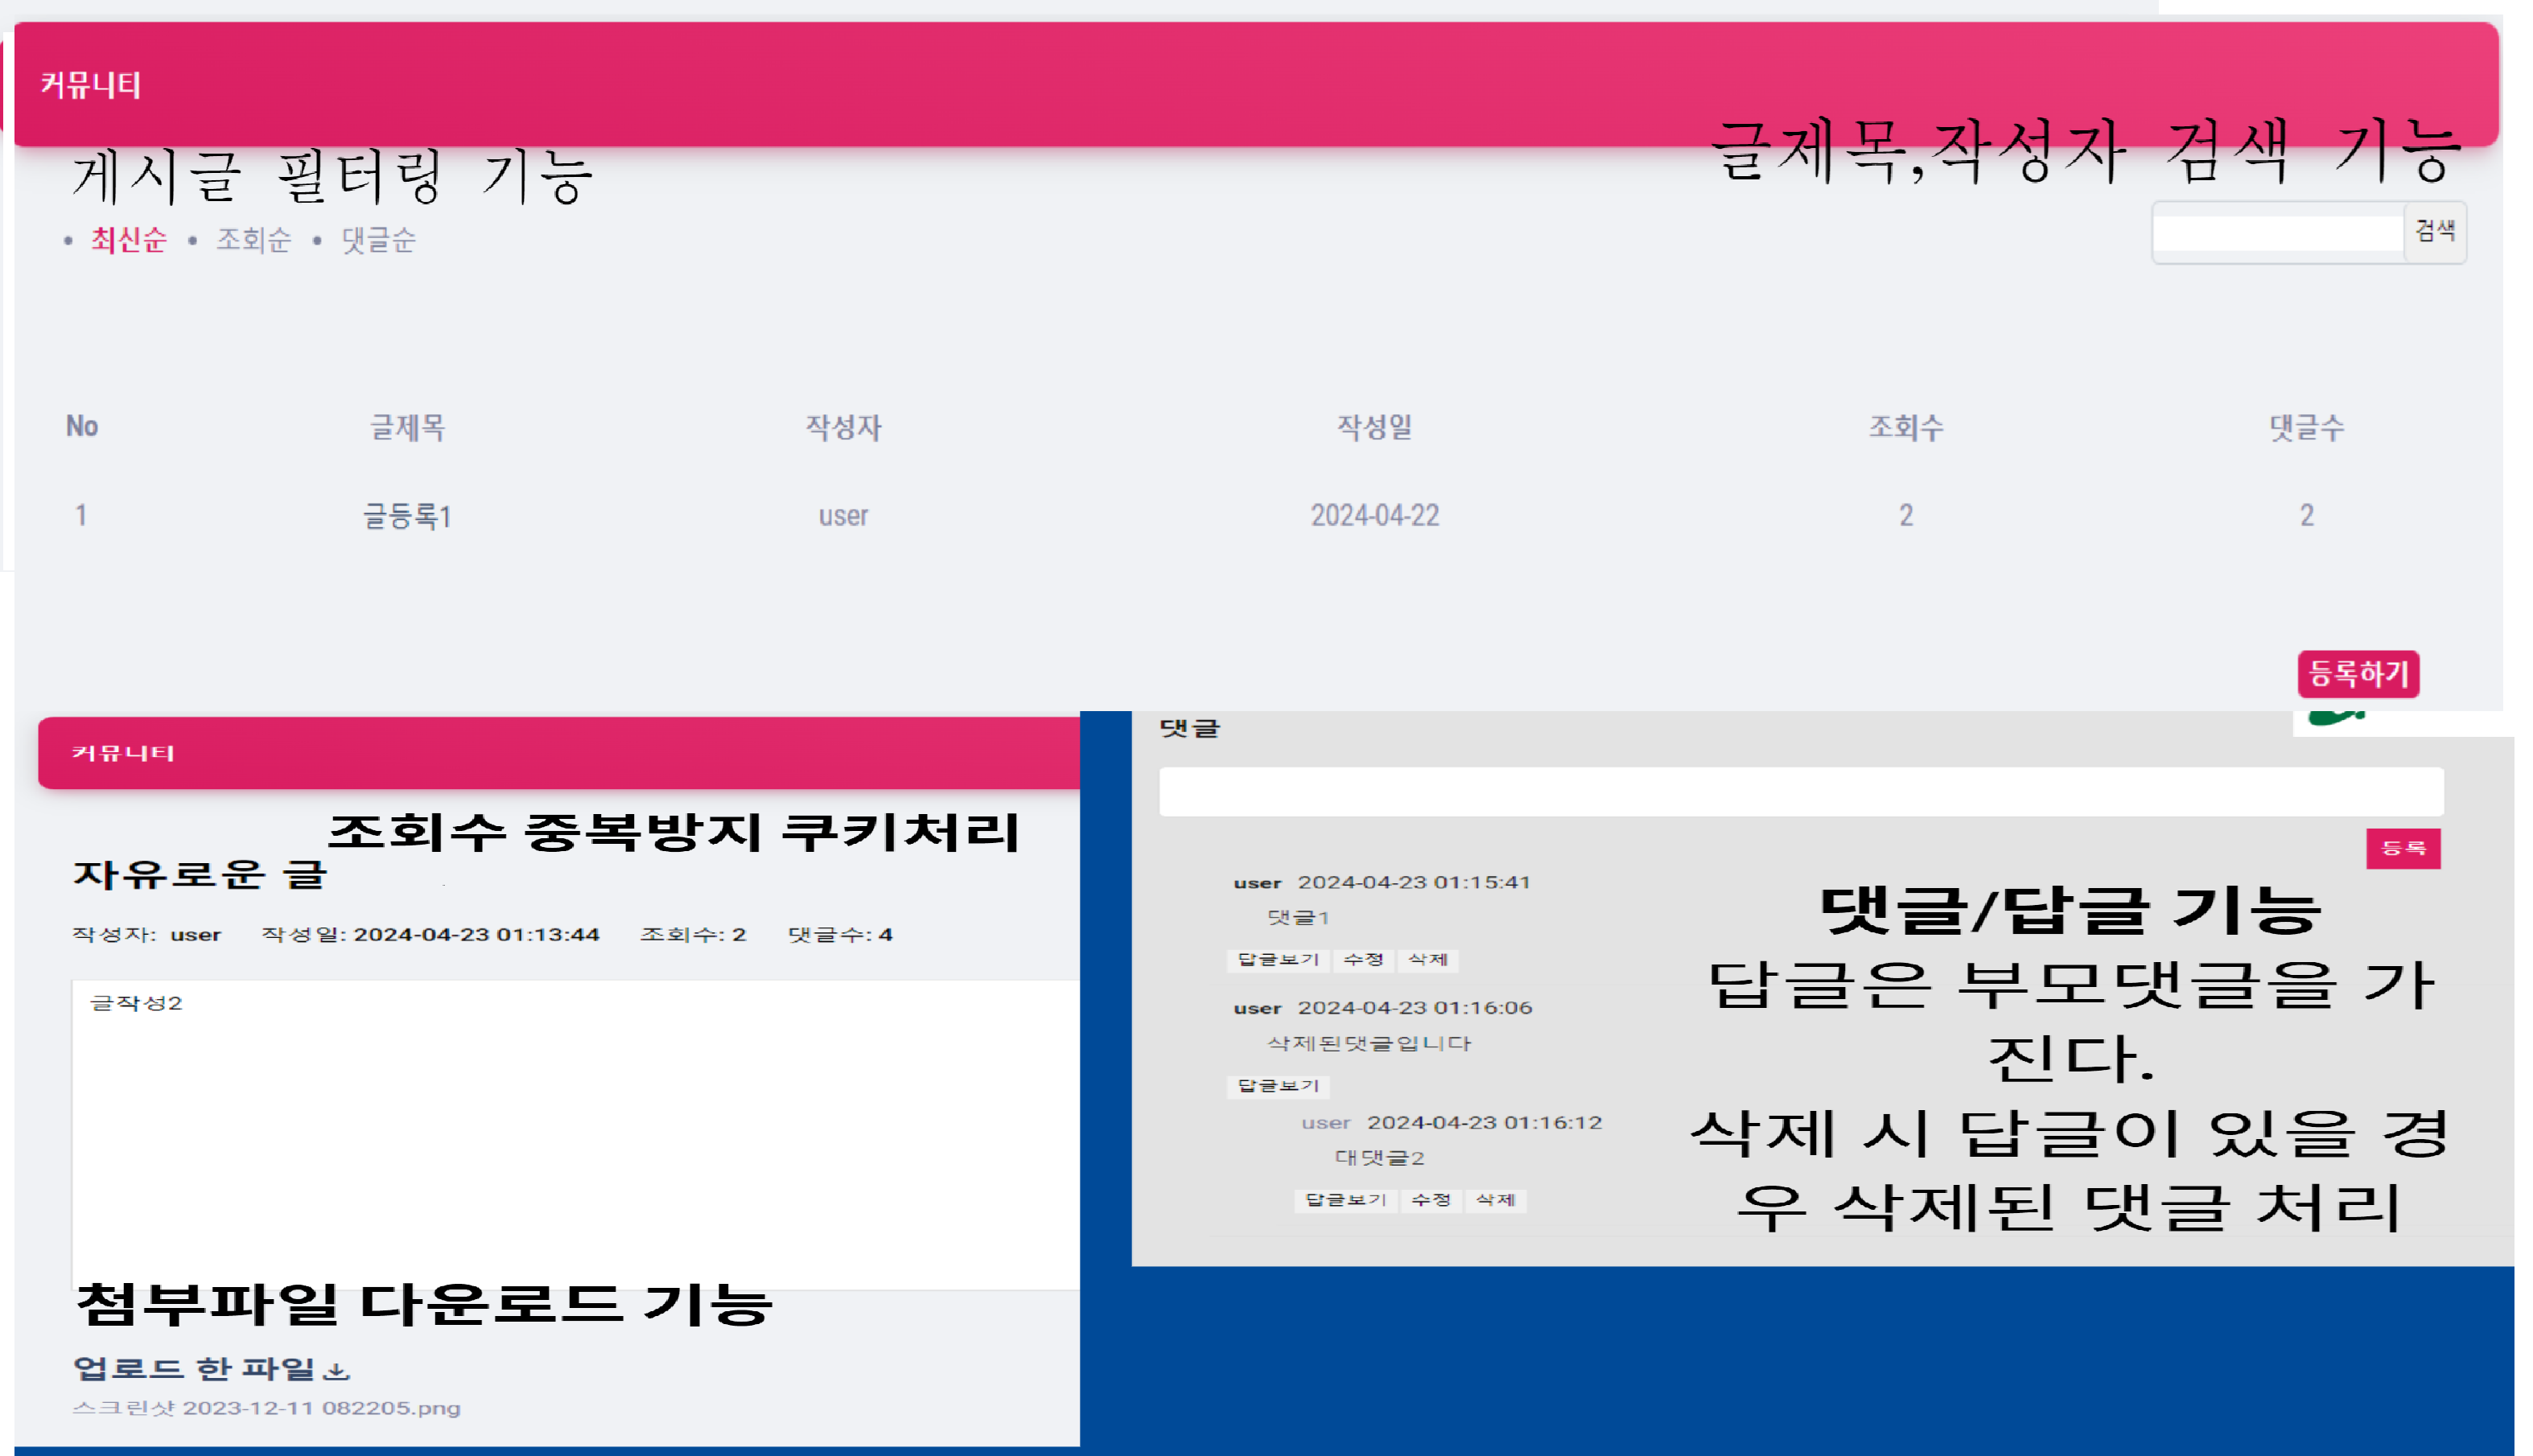 커뮤니티
게시글 필터링 기능
글제목,작성자 검색 기능
• 최신순 • 조회순 • 댓글순
검색
No 글제목 작성자 작성일 조회수 댓글수
1 글등록1 user 2024-04-22 2 2
등록하기
커뮤니티
조회수 중복방지 쿠키처리
자유로운 글
작성자: user 작성일: 2024-04-23 01:13:44 조회수: 2 댓글수: 4
글작성2
첨부파일 다운로드 기능
업로드 한 파일
스크린샷 2023-12-11 082205.png
댓글
등록
user 2024-04-23 01:15:41
댓글1
답글보기 수정 삭제
user 2024-04-23 01:16:06
삭제된댓글입니다
답글보기
user 2024-04-23 01:16:12
대댓글2
답글보기 수정 삭제
댓글/답글 기능
답글은 부모댓글을 가
진다.
삭제 시 답글이 있을 경
우 삭제된 댓글 처리